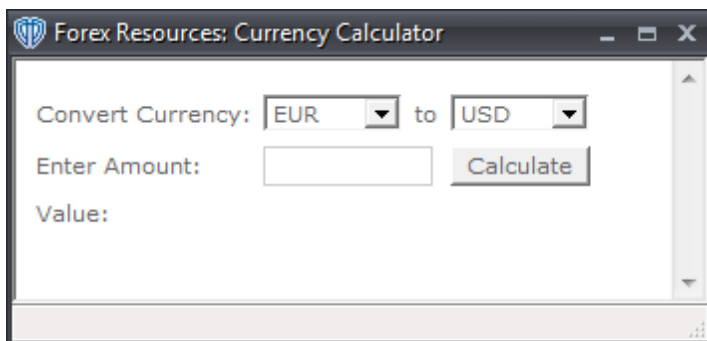 Forex Resources: Currency Calculator
Convert Currency: EUR to USD
Enter Amount: Calculate
Value: